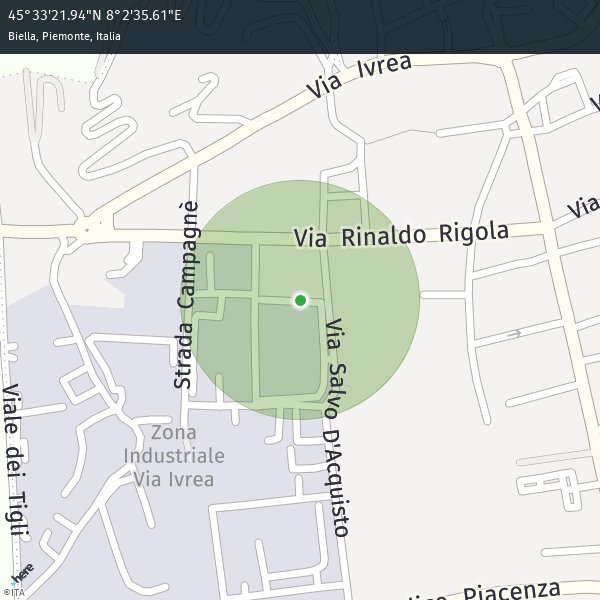 45°33'21.94"N 8°2'35.61"E
Biella, Piemonte, Italia
Via Ivrea
Via
Via Rinaldo Rigola
Strada Campagnè
Via Salvo D'Acquisto
Viale dei Tigli
Zona
Industriale
Via Ivrea
Piacenza
here
©ITA